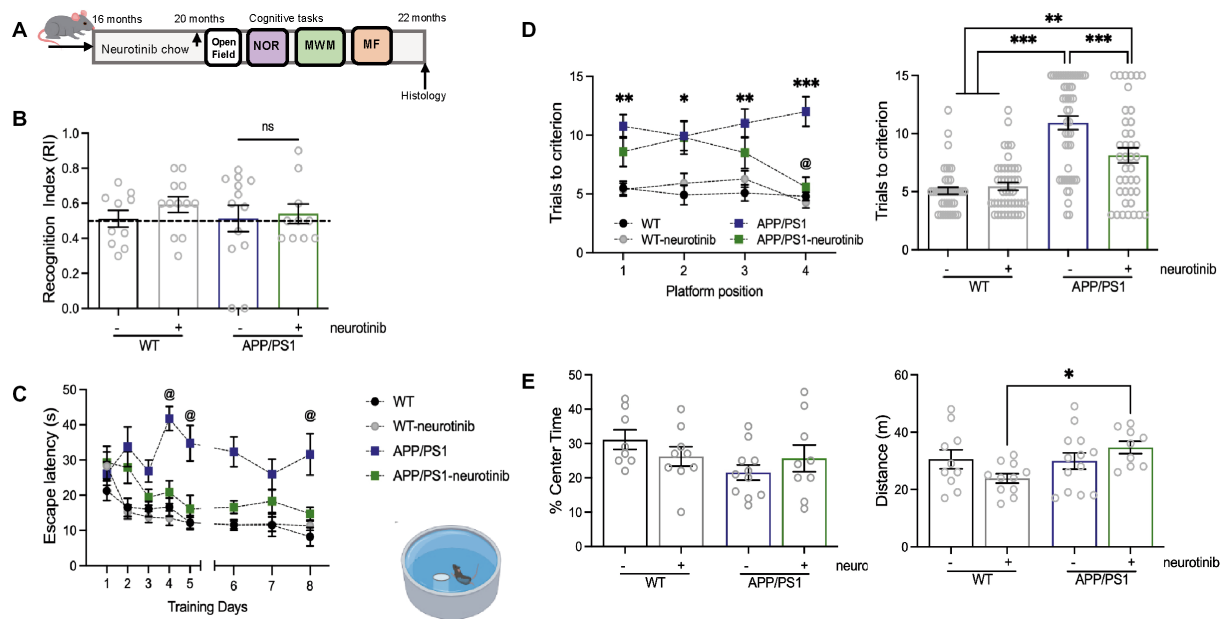 A
16 months
20 months
Cognitive tasks
22 months
Neurotinib chow
Open
Field
NOR
MWM
MF
Histology
B
Recognition Index (RI)
1.0
0.8
0.6
0.4
0.2
0.0
ns
- + - + neurotinib
WT APP/PS1
C
Escape latency (s)
50
40
30
20
10
0
@ @ @
1 2 3 4 5 6 7 8
Training Days
WT
WT-neurotinib
APP/PS1
APP/PS1-neurotinib
D
Trials to criterion
15
10
5
0
** * ** ***
@
WT APP/PS1
WT-neurotinib APP/PS1-neurotinib
1 2 3 4
Platform position
**
*** ***
Trials to criterion
15
10
5
0
- + - + neurotinib
WT APP/PS1
E
% Center Time
50
40
30
20
10
0
- + - + neuro
WT APP/PS1
*
Distance (m)
60
40
20
0
- + - + neurotinib
WT APP/PS1